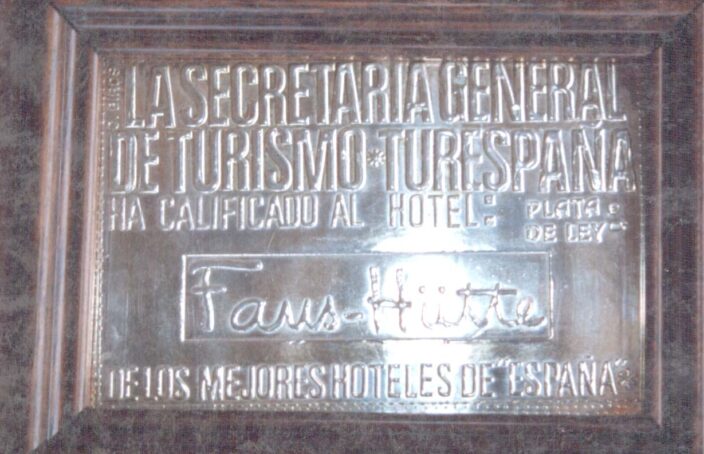 LA SECRETARIA GENERAL
DE TURISMO * TURESPAÑA
HA CALIFICADO AL HOTEL:
PLATA
DE LEY
Faus-Hütte
DE LOS MEJORES HOTELES DE "ESPAÑA"